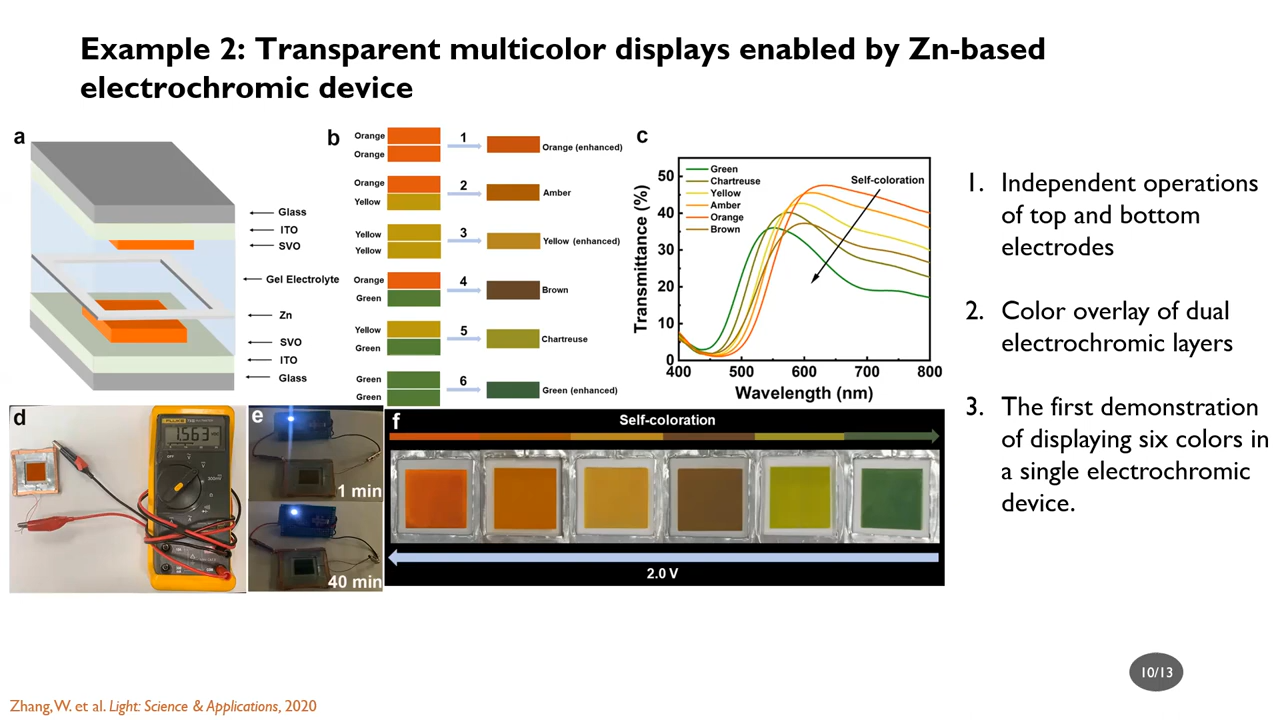 Example 2: Transparent multicolor displays enabled by Zn-based
electrochromic device
a
Glass
ITO
SVO
Gel Electrolyte
Zn
SVO
ITO
Glass
b
Orange
Orange
1
Orange (enhanced)
Orange
Yellow
2
Amber
Yellow
Yellow
3
Yellow (enhanced)
Orange
Green
4
Brown
Yellow
Green
5
Chartreuse
Green
Green
6
Green (enhanced)
c
Transmittance (%)
50
40
30
20
10
0
Green
Chartreuse
Yellow
Amber
Orange
Brown
Self-coloration
400 500 600 700 800
Wavelength (nm)
d
FLUKE
1.563
e
1 min
40 min
f
Self-coloration
2.0 V
1. Independent operations
of top and bottom
electrodes
2. Color overlay of dual
electrochromic layers
3. The first demonstration
of displaying six colors in
a single electrochromic
device.
10/13
Zhang, W. et al. Light: Science & Applications, 2020